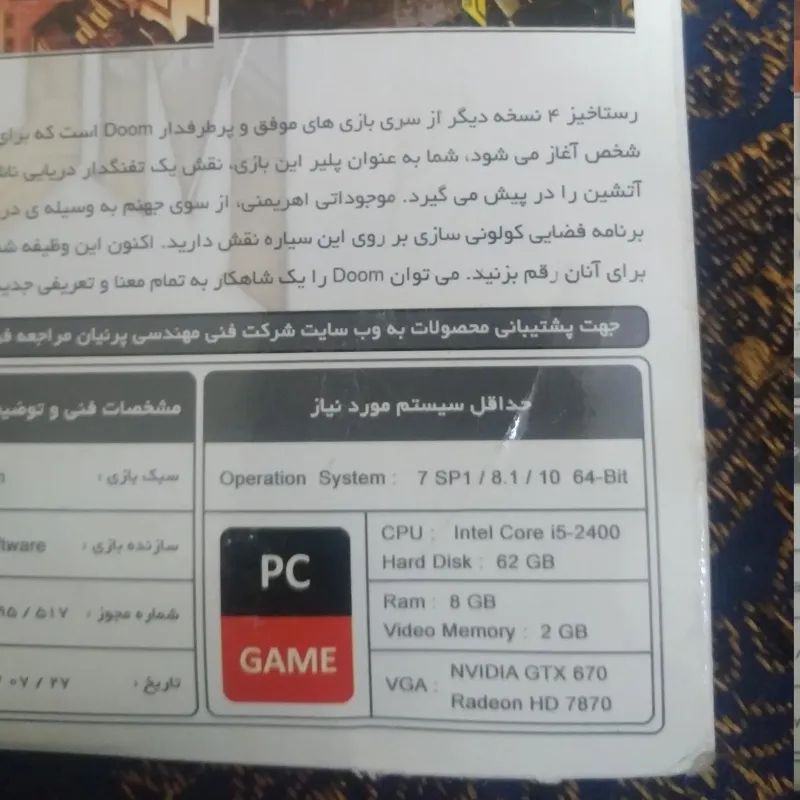 رستاخیز ۴ نسخه دیگر از سری بازی های موفق و پرطرفدار Doom است که برای
شخص آغاز می شود، شما به عنوان پلیر این بازی، نقش یک تفنگدار دریایی
آتشین را در پیش می گیرد. موجوداتی اهریمنی، از سوی جهنم به وسیله ی در
برنامه فضایی کولونی سازی بر روی این سیاره نقش دارید. اکنون این وظیفه
برای آنان رقم بزنید. می توان Doom را یک شاهکار به تمام معنا و تعریفی جدید
جهت پشتیبانی محصولات به وب سایت شرکت فنی مهندسی پرنیان مراجعه
حداقل سیستم مورد نیاز
Operation System : 7 SP1 / 8.1 / 10 64-Bit
PC
GAME
CPU : Intel Core i5-2400
Hard Disk : 62 GB
Ram : 8 GB
Video Memory : 2 GB
VGA : NVIDIA GTX 670
Radeon HD 7870
مشخصات فنی و
سبک بازی :
سازنده بازی :
شماره مجوز : ۵۱۷ /
تاریخ : ۲۷ / ۰۷ /